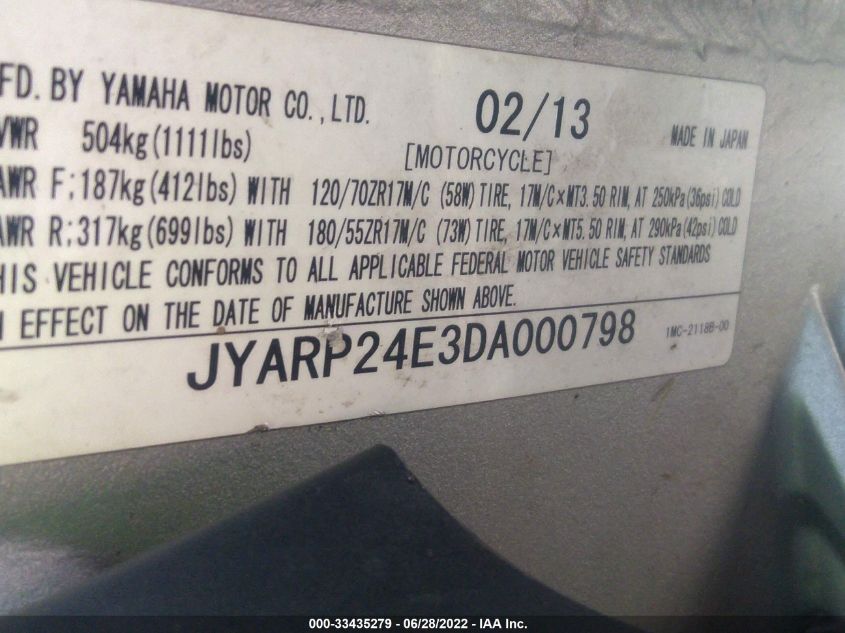 FD. BY YAMAHA MOTOR CO., LTD. 02/13 MADE IN JAPAN
VWR 504kg(1111lbs) [MOTORCYCLE]
AWR F:187kg(412lbs) WITH 120/70ZR17M/C (58W) TIRE, 17M/C×MT3.50 RIM, AT 250kPa(36psi) COLD
AWR R:317kg(699lbs) WITH 180/55ZR17M/C (73W) TIRE, 17M/C×MT5.50 RIM, AT 290kPa(42psi) COLD
HIS VEHICLE CONFORMS TO ALL APPLICABLE FEDERAL MOTOR VEHICLE SAFETY STANDARDS
N EFFECT ON THE DATE OF MANUFACTURE SHOWN ABOVE.
JYARP24E3DA000798 1MC-2118B-00
000-33435279 - 06/28/2022 - IAA Inc.